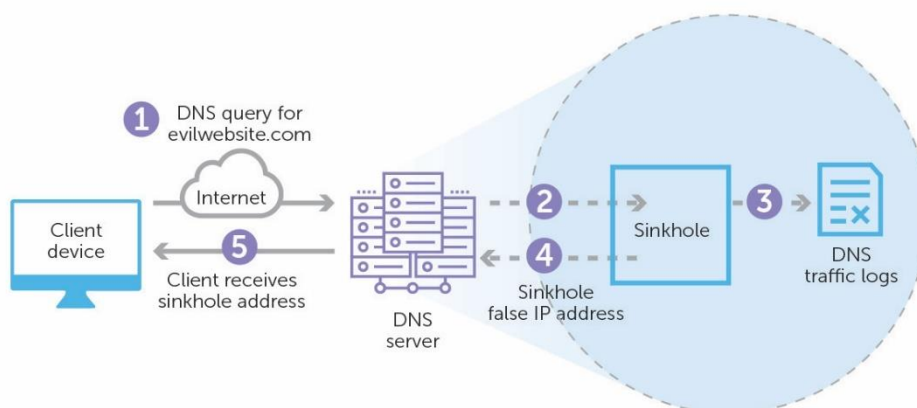 1
DNS query for
evilwebsite.com
Internet
Client
device
5
Client receives
sinkhole address
DNS
server
2
4
Sinkhole
false IP address
Sinkhole
3
DNS
traffic logs